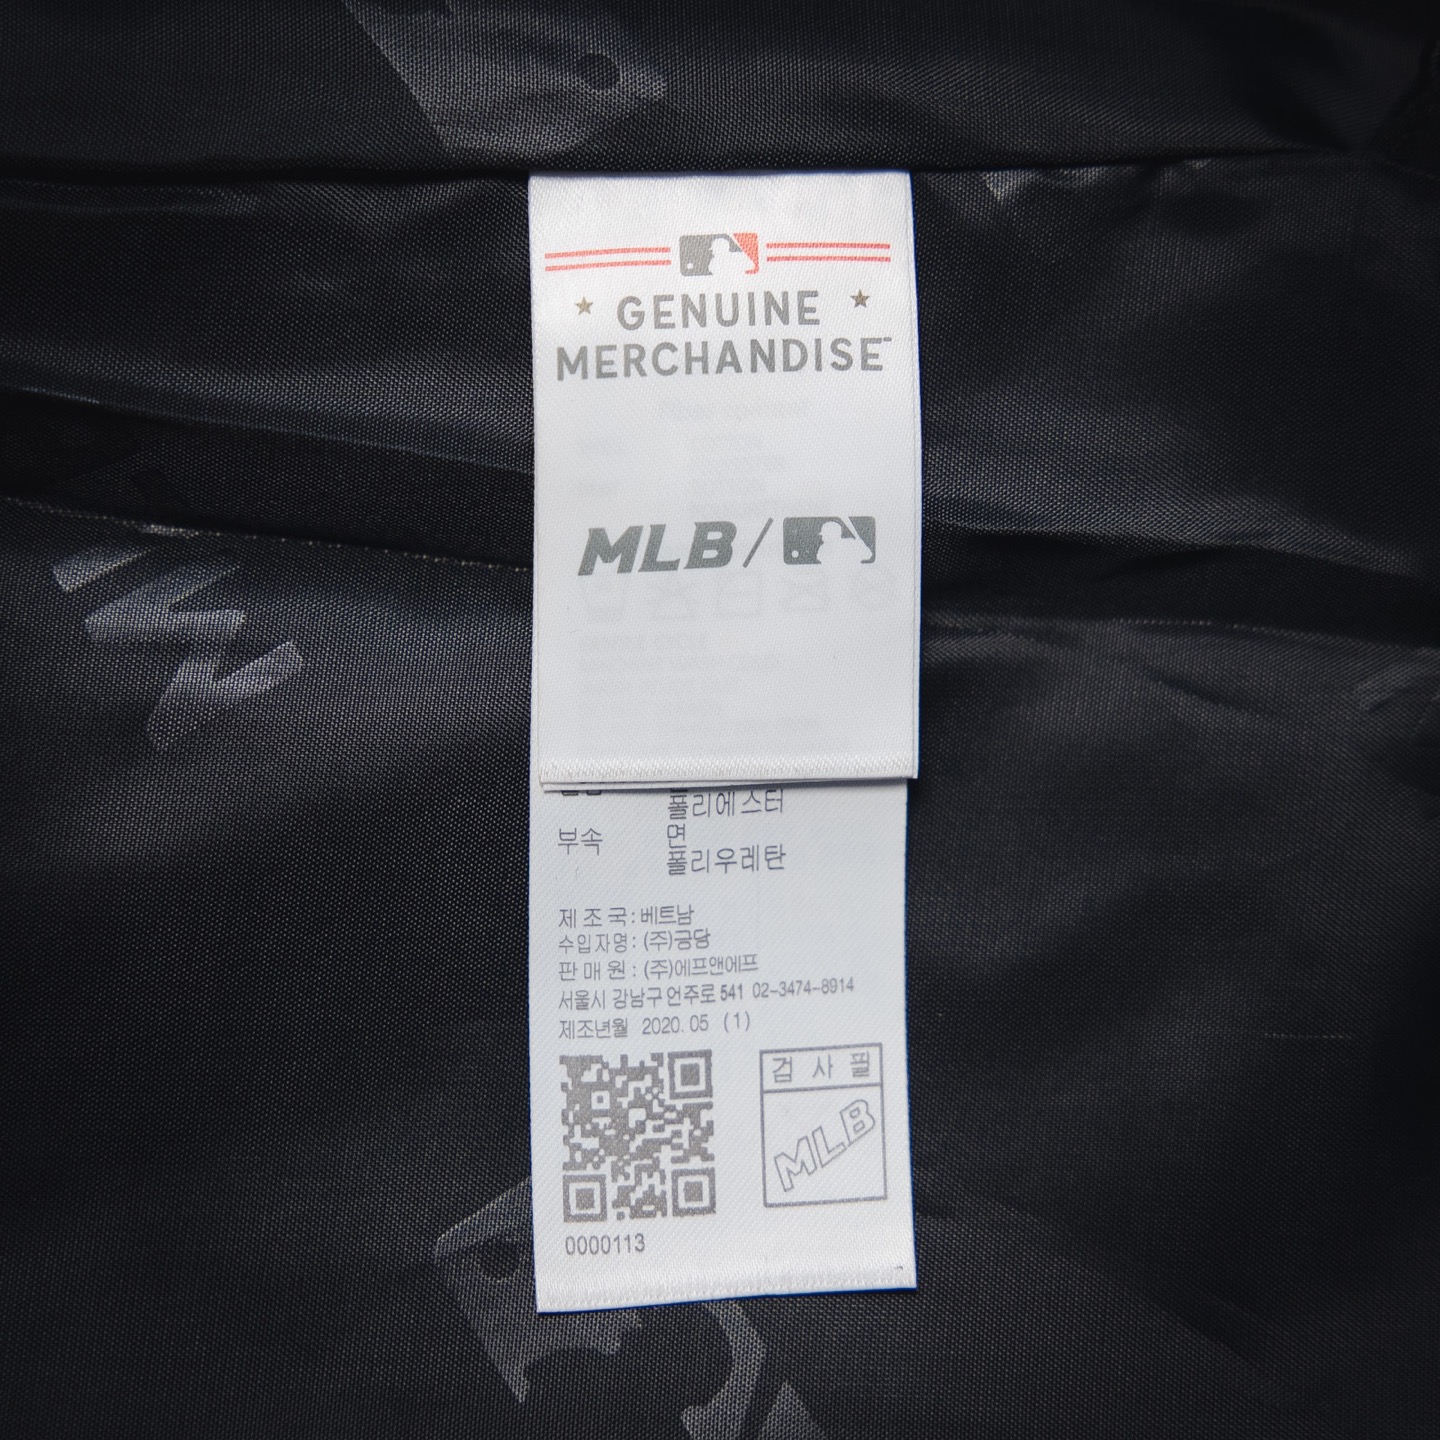 GENUINE
MERCHANDISE™
MLB /
폴리에스터
부속 면
폴리우레탄
제 조 국 : 베트남
수입자명 : (주)금당
판 매 원 : (주)에프앤에프
서울시 강남구 언주로 541 02-3474-8914
제조년월 2020. 05 (1)
검 사 필
MLB
0000113